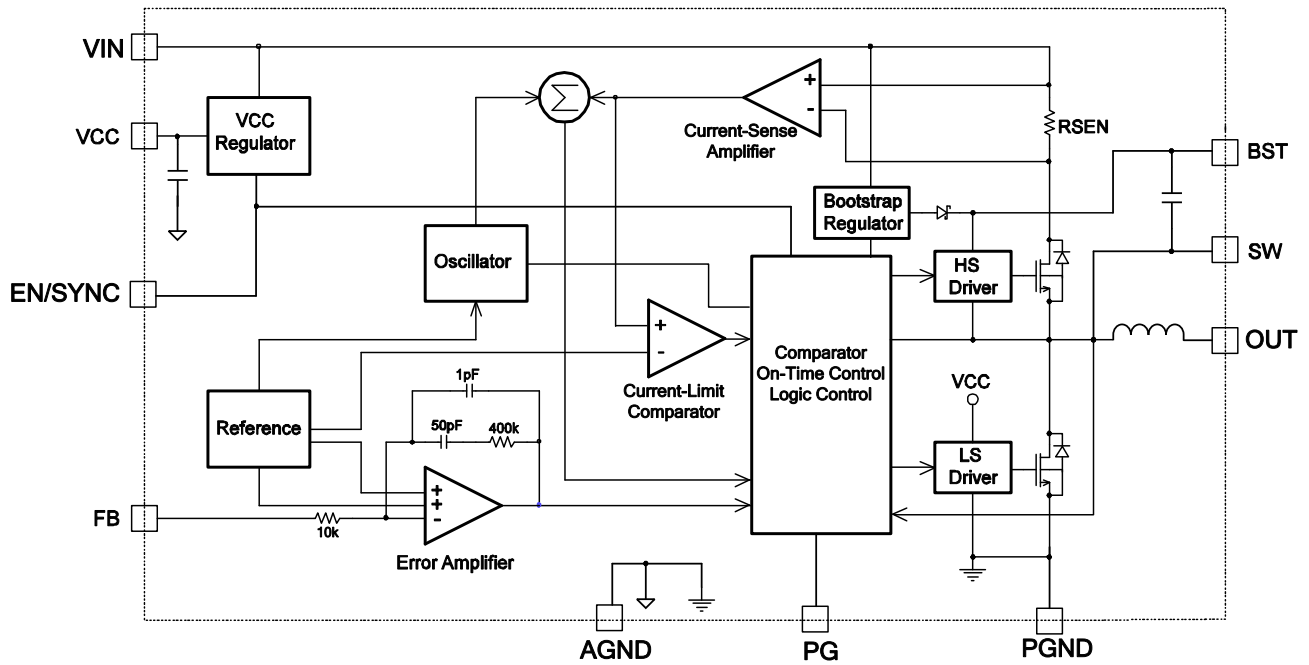 VIN
VCC
VCC
Regulator
Σ
+
-
Current-Sense
Amplifier
RSEN
BST
Bootstrap
Regulator
SW
Oscillator
HS
Driver
EN/SYNC
+
-
Current-Limit
Comparator
Comparator
On-Time Control
Logic Control
OUT
1pF
VCC
Reference
50pF
400k
LS
Driver
+
+
-
FB
10k
Error Amplifier
AGND
PG
PGND